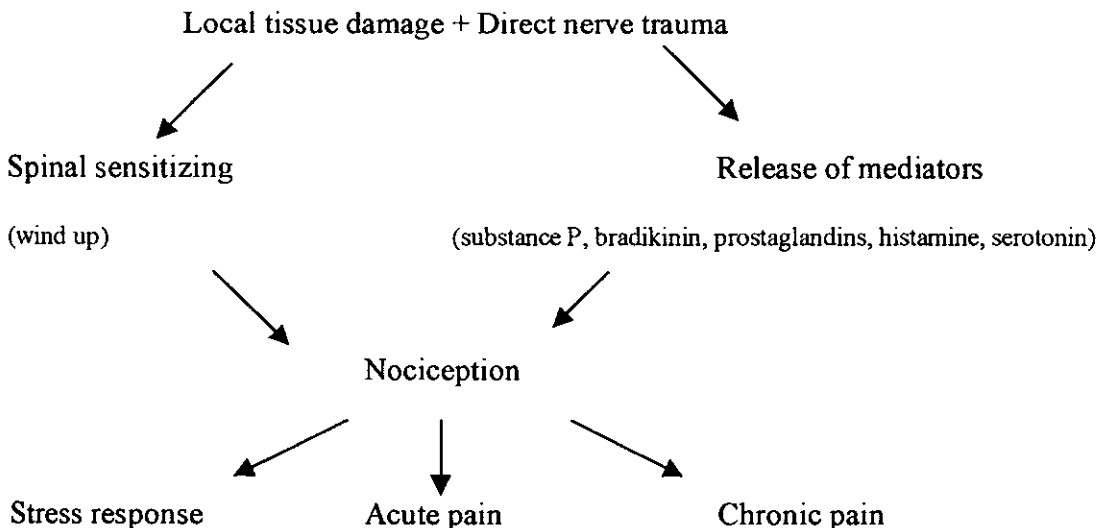 Local tissue damage + Direct nerve trauma
Spinal sensitizing Release of mediators
(wind up) (substance P, bradikinin, prostaglandins, histamine, serotonin)
Nociception
Stress response Acute pain Chronic pain